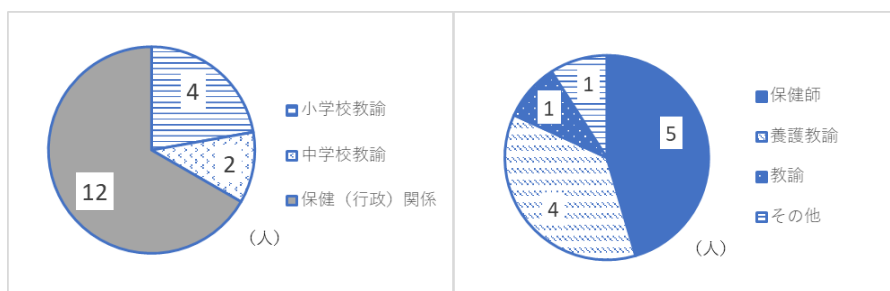 4
2
12
小学校教諭
中学校教諭
保健（行政）関係
（人）
1
1
5
4
保健師
養護教諭
教諭
その他
（人）